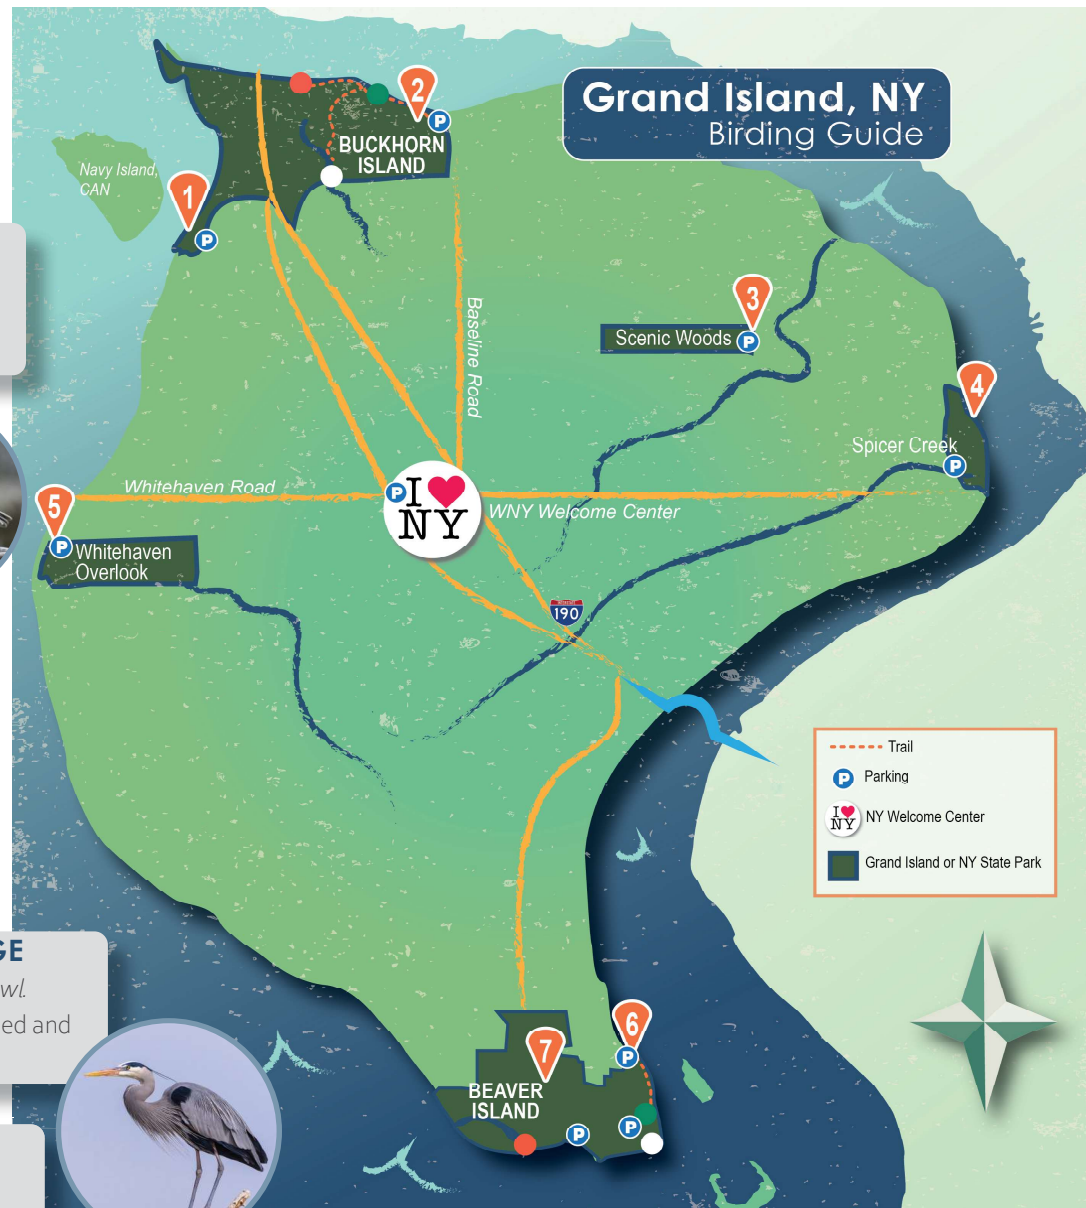 Grand Island, NY
Birding Guide
2
P
BUCKHORN
ISLAND
Navy Island,
CAN
1
P
3
Scenic Woods P
Baseline Road
4
Spicer Creek
P
Whitehaven Road
P I ♥
NY
WNY Welcome Center
5
P Whitehaven
Overlook
INTERSTATE
190
Trail
P Parking
I ♥
NY NY Welcome Center
Grand Island or NY State Park
GE
wl.
ed and
6
P
7
BEAVER
ISLAND
P
P